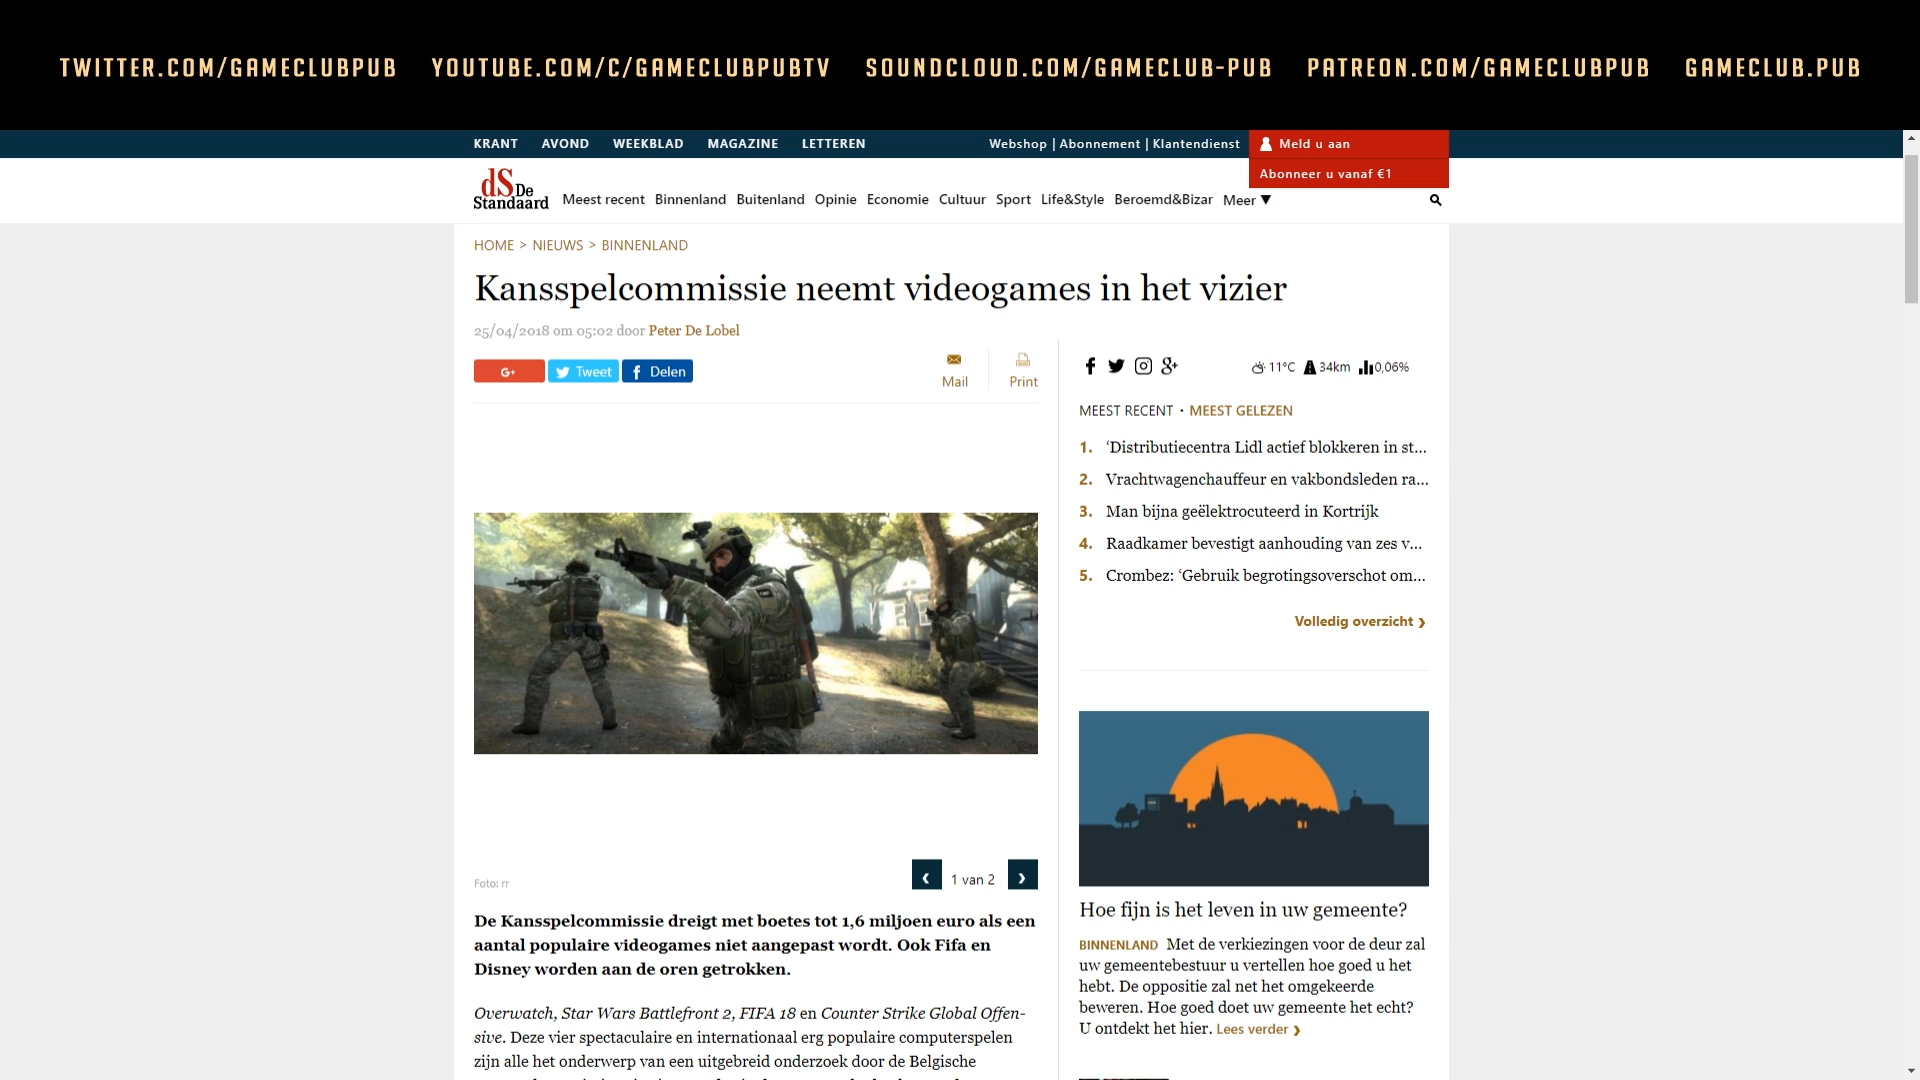 TWITTER.COM/GAMECLUBPUB YOUTUBE.COM/C/GAMECLUBPUBTV SOUNDCLOUD.COM/GAMECLUB-PUB PATREON.COM/GAMECLUBPUB GAMECLUB.PUB
KRANT AVOND WEEKBLAD MAGAZINE LETTEREN Webshop | Abonnement | Klantendienst Meld u aan
Abonneer u vanaf €1
dS De Standaard
Meest recent Binnenland Buitenland Opinie Economie Cultuur Sport Life&Style Beroemd&Bizar Meer ▼
HOME > NIEUWS > BINNENLAND
Kansspelcommissie neemt videogames in het vizier
25/04/2018 om 05:02 door Peter De Lobel
G+ Tweet Delen
Mail Print
Foto: rr
‹ 1 van 2 ›
De Kansspelcommissie dreigt met boetes tot 1,6 miljoen euro als een
aantal populaire videogames niet aangepast wordt. Ook Fifa en
Disney worden aan de oren getrokken.
Overwatch, Star Wars Battlefront 2, FIFA 18 en Counter Strike Global Offen-
sive. Deze vier spectaculaire en internationaal erg populaire computerspelen
zijn alle het onderwerp van een uitgebreid onderzoek door de Belgische
11°C 34km 0,06%
MEEST RECENT · MEEST GELEZEN
1. ‘Distributiecentra Lidl actief blokkeren in st...
2. Vrachtwagenchauffeur en vakbondsleden ra...
3. Man bijna geëlektrocuteerd in Kortrijk
4. Raadkamer bevestigt aanhouding van zes v...
5. Crombez: ‘Gebruik begrotingsoverschot om...
Volledig overzicht ›
Hoe fijn is het leven in uw gemeente?
BINNENLAND Met de verkiezingen voor de deur zal
uw gemeentebestuur u vertellen hoe goed u het
hebt. De oppositie zal net het omgekeerde
beweren. Hoe goed doet uw gemeente het echt?
U ontdekt het hier. Lees verder ›